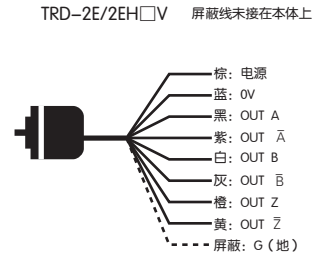 TRD-2E/2EH□V 屏蔽线未接在本体上
棕：电源
蓝：0V
黑：OUT A
紫：OUT A̅
白：OUT B
灰：OUT B̅
橙：OUT Z
黄：OUT Z̅
屏蔽：G（地）